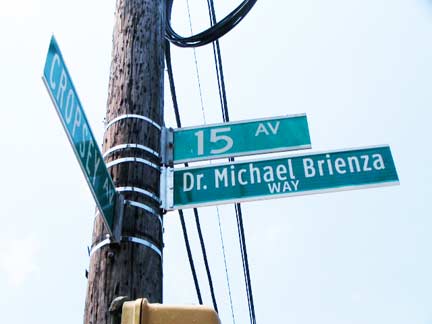 CROPSEY AV
15 AV
Dr. Michael Brienza
WAY